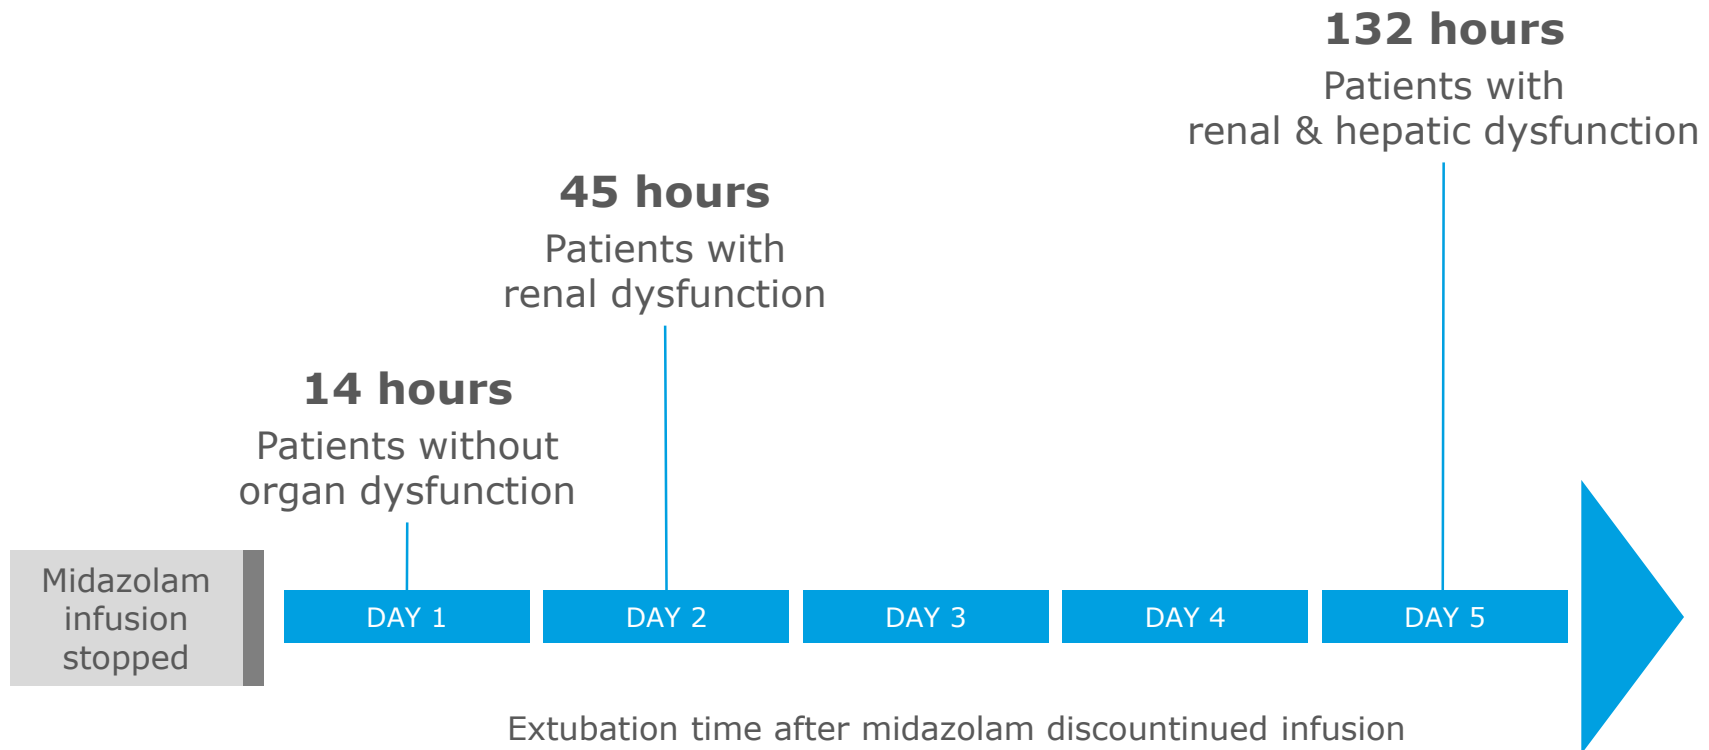 132 hours
Patients with
renal & hepatic dysfunction
45 hours
Patients with
renal dysfunction
14 hours
Patients without
organ dysfunction
Midazolam
infusion
stopped
DAY 1
DAY 2
DAY 3
DAY 4
DAY 5
Extubation time after midazolam discountinued infusion